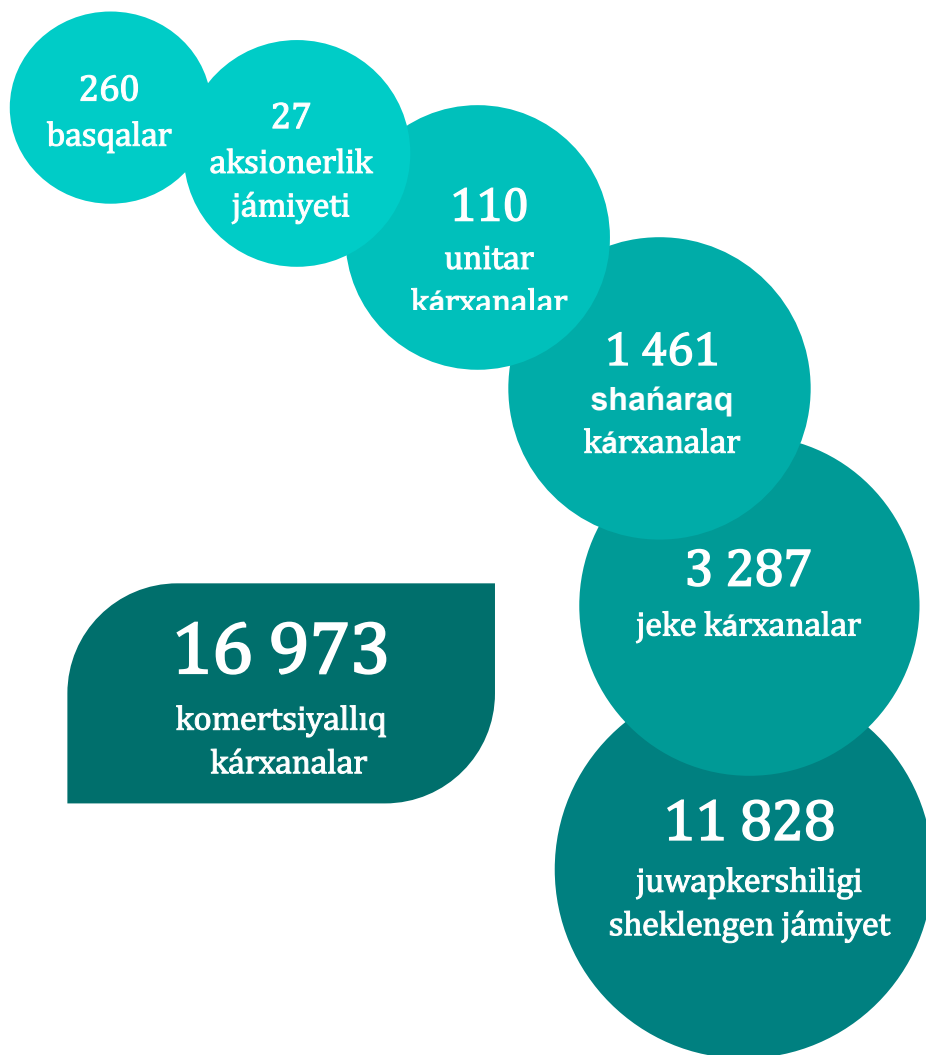 260
basqalar
27
aksionerlik
jámiyeti
110
unitar
kárxanalar
1 461
shańaraq
kárxanalar
3 287
jeke kárxanalar
16 973
komertsiyallıq
kárxanalar
11 828
juwapkershiligi
sheklengen jámiyet